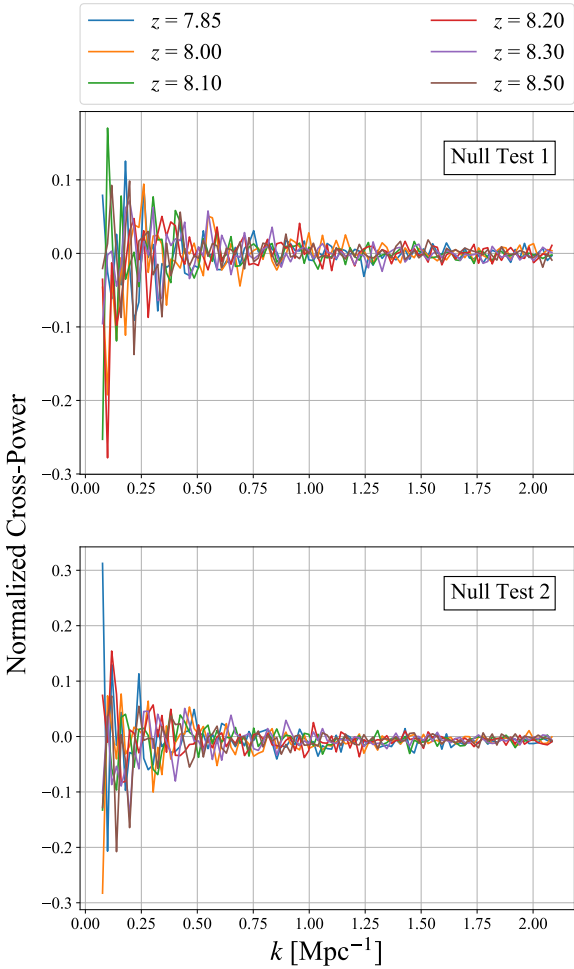 z = 7.85
z = 8.00
z = 8.10
z = 8.20
z = 8.30
z = 8.50
Normalized Cross-Power
Null Test 1
0.1
0.0
−0.1
−0.2
−0.3
0.00 0.25 0.50 0.75 1.00 1.25 1.50 1.75 2.00
Null Test 2
0.3
0.2
0.1
0.0
−0.1
−0.2
−0.3
0.00 0.25 0.50 0.75 1.00 1.25 1.50 1.75 2.00
k [Mpc⁻¹]